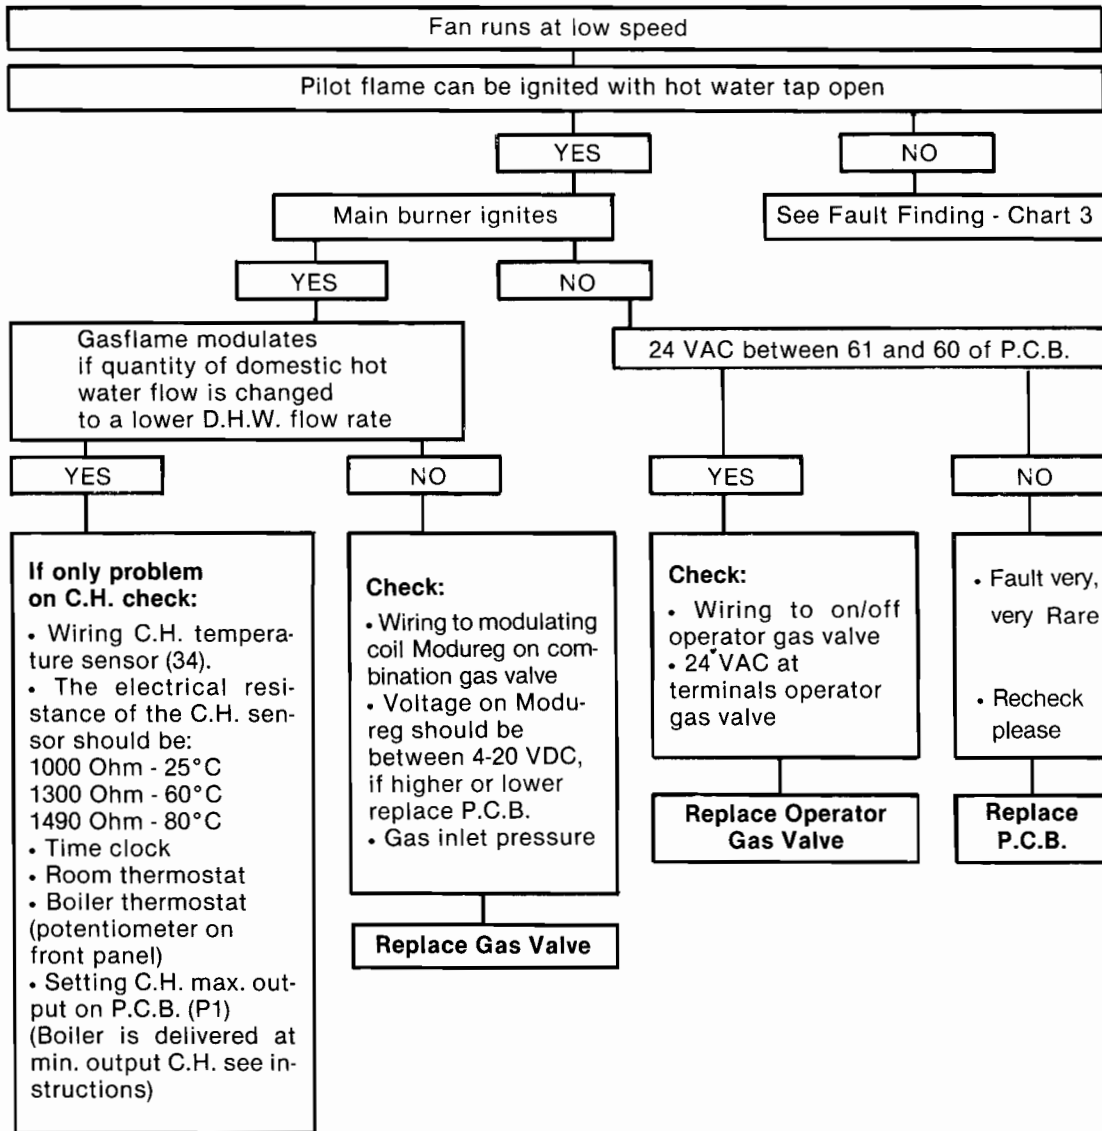 Fan runs at low speed
Pilot flame can be ignited with hot water tap open
YES
NO
Main burner ignites
See Fault Finding - Chart 3
YES
NO
Gasflame modulates
if quantity of domestic hot
water flow is changed
to a lower D.H.W. flow rate
24 VAC between 61 and 60 of P.C.B.
YES
NO
YES
NO
If only problem
on C.H. check:
• Wiring C.H. tempera-
ture sensor (34).
• The electrical resi-
stance of the C.H. sen-
sor should be:
1000 Ohm - 25°C
1300 Ohm - 60°C
1490 Ohm - 80°C
• Time clock
• Room thermostat
• Boiler thermostat
(potentiometer on
front panel)
• Setting C.H. max. out-
put on P.C.B. (P1)
(Boiler is delivered at
min. output C.H. see in-
structions)
Check:
• Wiring to modulating
coil Modureg on com-
bination gas valve
• Voltage on Modu-
reg should be
between 4-20 VDC,
if higher or lower
replace P.C.B.
• Gas inlet pressure
Replace Gas Valve
Check:
• Wiring to on/off
operator gas valve
• 24 VAC at
terminals operator
gas valve
Replace Operator
Gas Valve
• Fault very,
very Rare
• Recheck
please
Replace
P.C.B.